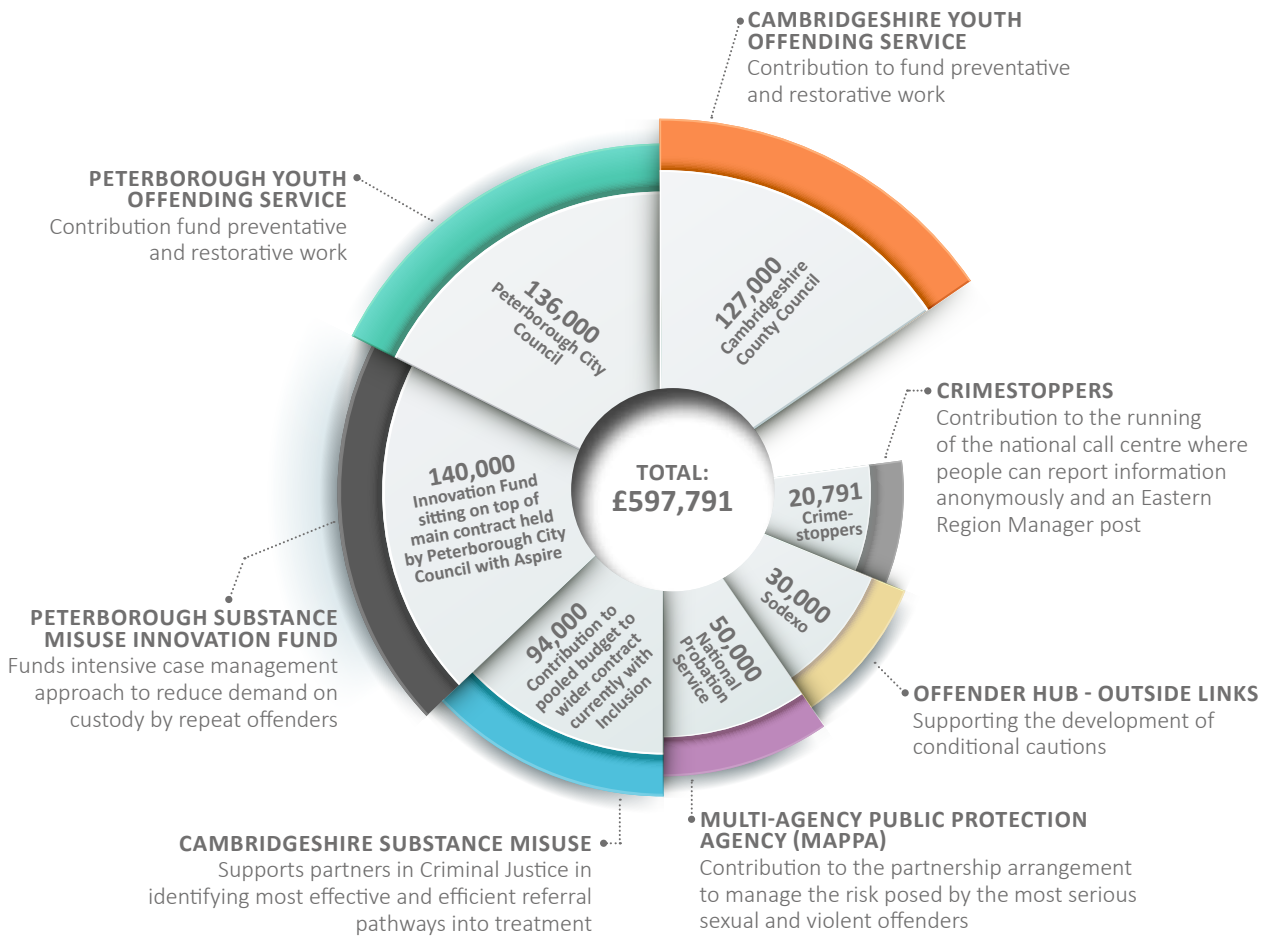 CAMBRIDGESHIRE YOUTH
OFFENDING SERVICE
Contribution to fund preventative
and restorative work
PETERBOROUGH YOUTH
OFFENDING SERVICE
Contribution fund preventative
and restorative work
136,000
Peterborough City
Council
127,000
Cambridgeshire
County Council
CRIMESTOPPERS
Contribution to the running
of the national call centre where
people can report information
anonymously and an Eastern
Region Manager post
TOTAL:
£597,791
140,000
Innovation Fund
sitting on top of
main contract held
by Peterborough City
Council with Aspire
20,791
Crime-
stoppers
30,000
Sodexo
50,000
National
Probation
Service
94,000
Contribution to
pooled budget to
wider contract
currently with
Inclusion
PETERBOROUGH SUBSTANCE
MISUSE INNOVATION FUND
Funds intensive case management
approach to reduce demand on
custody by repeat offenders
OFFENDER HUB - OUTSIDE LINKS
Supporting the development of
conditional cautions
CAMBRIDGESHIRE SUBSTANCE MISUSE
Supports partners in Criminal Justice in
identifying most effective and efficient referral
pathways into treatment
MULTI-AGENCY PUBLIC PROTECTION
AGENCY (MAPPA)
Contribution to the partnership arrangement
to manage the risk posed by the most serious
sexual and violent offenders